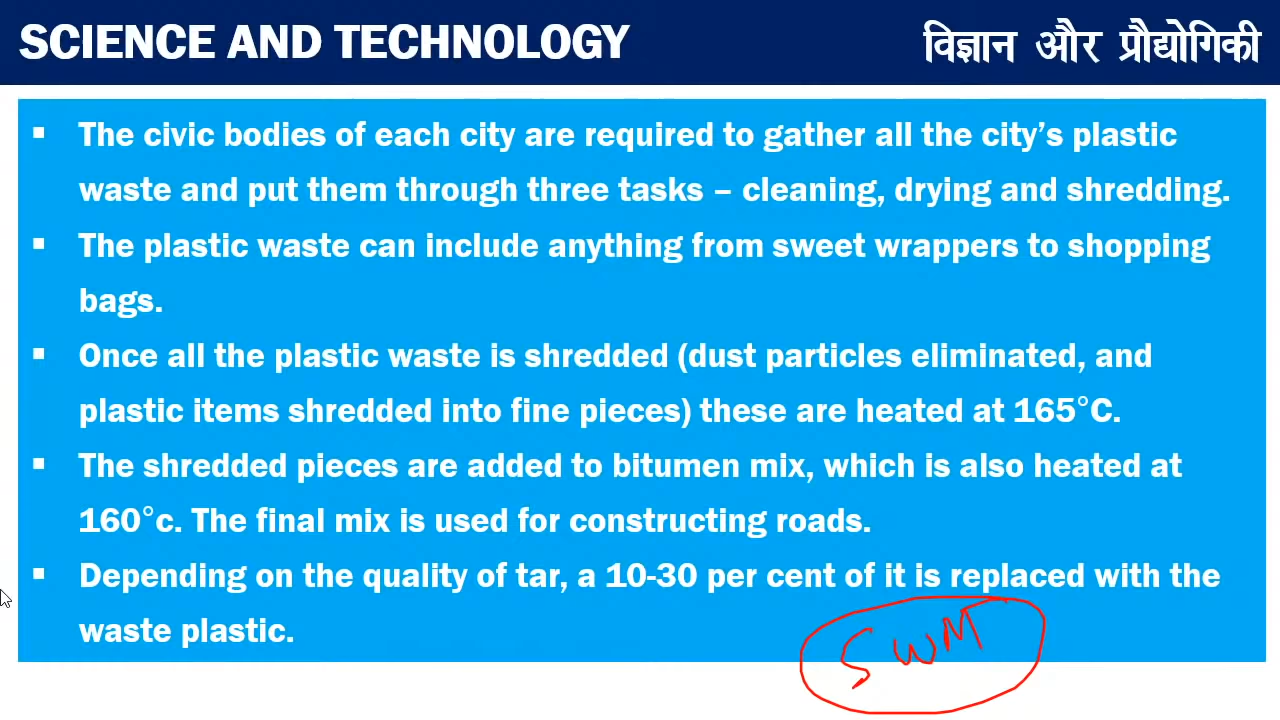 SCIENCE AND TECHNOLOGY
विज्ञान और प्रौद्योगिकी
▪ The civic bodies of each city are required to gather all the city’s plastic
waste and put them through three tasks – cleaning, drying and shredding.
▪ The plastic waste can include anything from sweet wrappers to shopping
bags.
▪ Once all the plastic waste is shredded (dust particles eliminated, and
plastic items shredded into fine pieces) these are heated at 165°C.
▪ The shredded pieces are added to bitumen mix, which is also heated at
160°c. The final mix is used for constructing roads.
▪ Depending on the quality of tar, a 10-30 per cent of it is replaced with the
waste plastic.
SWM